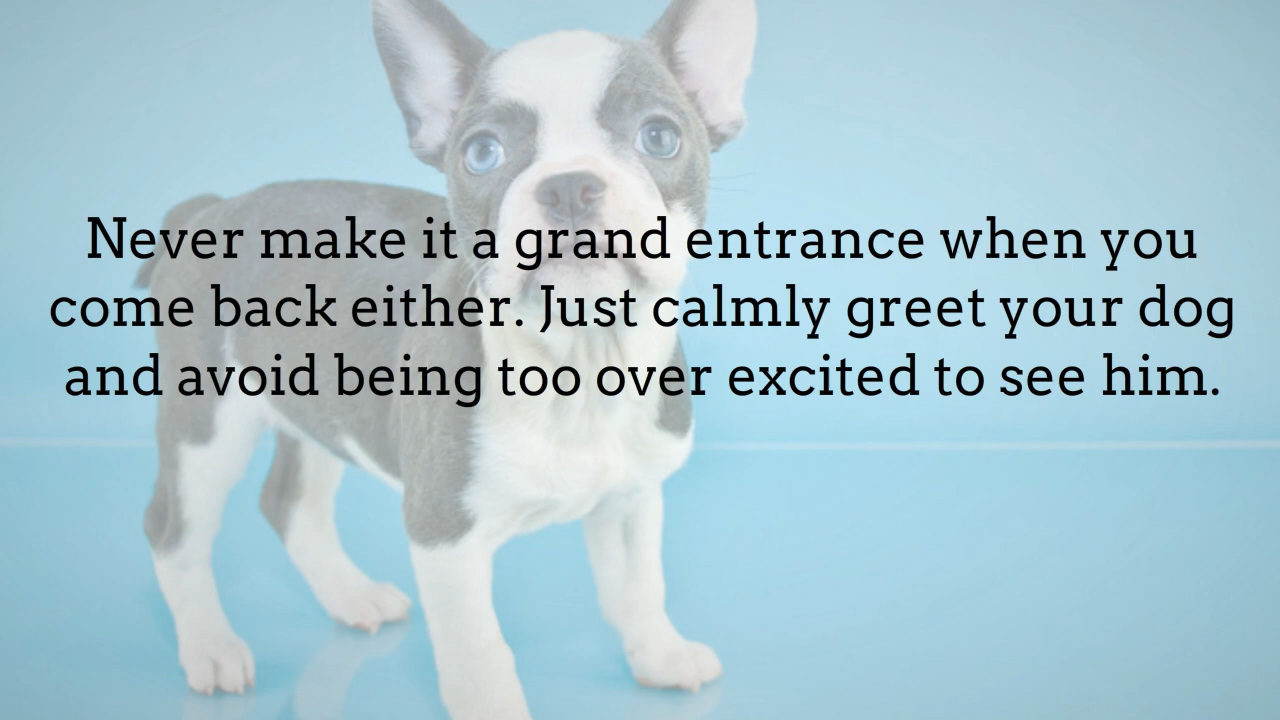 Never make it a grand entrance when you
come back either. Just calmly greet your dog
and avoid being too over excited to see him.